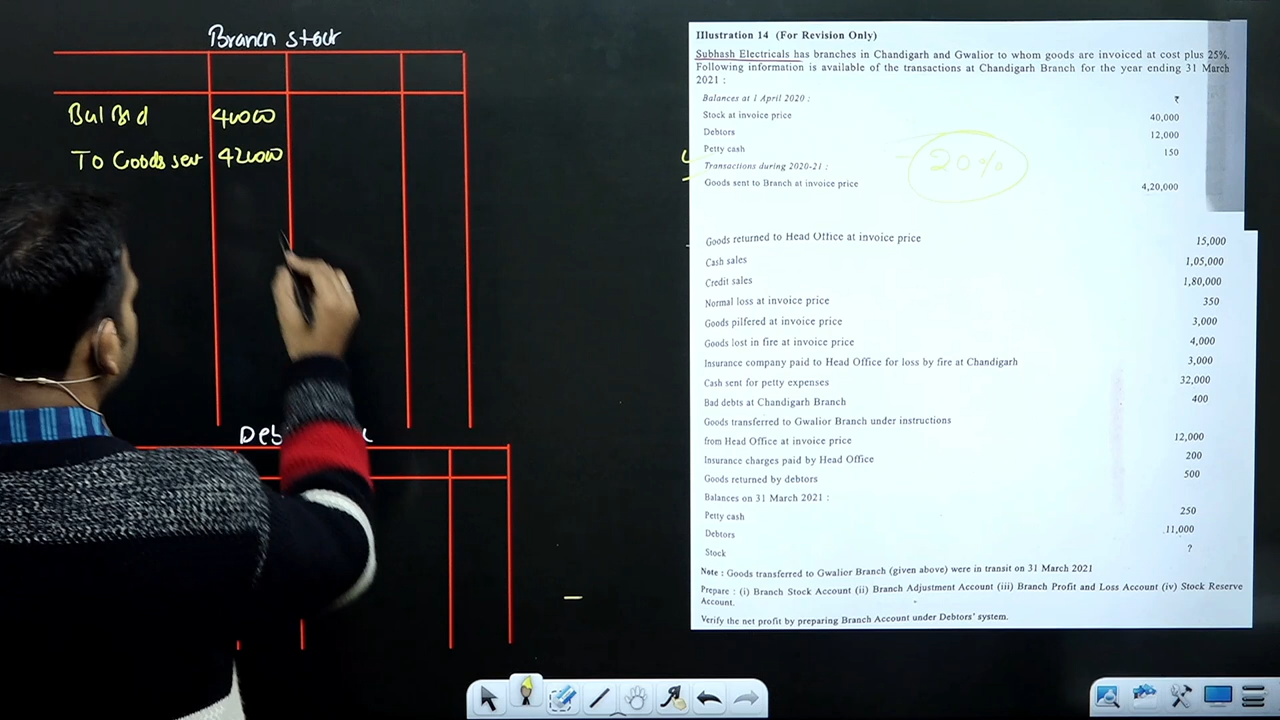 Branch stock
Bal B/d 40000
To Goods sent 420000
20%
Illustration 14 (For Revision Only)
Subhash Electricals has branches in Chandigarh and Gwalior to whom goods are invoiced at cost plus 25%.
Following information is available of the transactions at Chandigarh Branch for the year ending 31 March
2021 :
Balances at 1 April 2020 : ₹
Stock at invoice price 40,000
Debtors 12,000
Petty cash 150
Transactions during 2020-21 :
Goods sent to Branch at invoice price 4,20,000
Goods returned to Head Office at invoice price 15,000
Cash sales 1,05,000
Credit sales 1,80,000
Normal loss at invoice price 350
Goods pilfered at invoice price 3,000
Goods lost in fire at invoice price 4,000
Insurance company paid to Head Office for loss by fire at Chandigarh 3,000
Cash sent for petty expenses 32,000
Bad debts at Chandigarh Branch 400
Goods transferred to Gwalior Branch under instructions
from Head Office at invoice price 12,000
Insurance charges paid by Head Office 200
Goods returned by debtors 500
Balances on 31 March 2021 :
Petty cash 250
Debtors 11,000
Stock ?
Note : Goods transferred to Gwalior Branch (given above) were in transit on 31 March 2021
Prepare : (i) Branch Stock Account (ii) Branch Adjustment Account (iii) Branch Profit and Loss Account (iv) Stock Reserve
Account.
Verify the net profit by preparing Branch Account under Debtors' system.